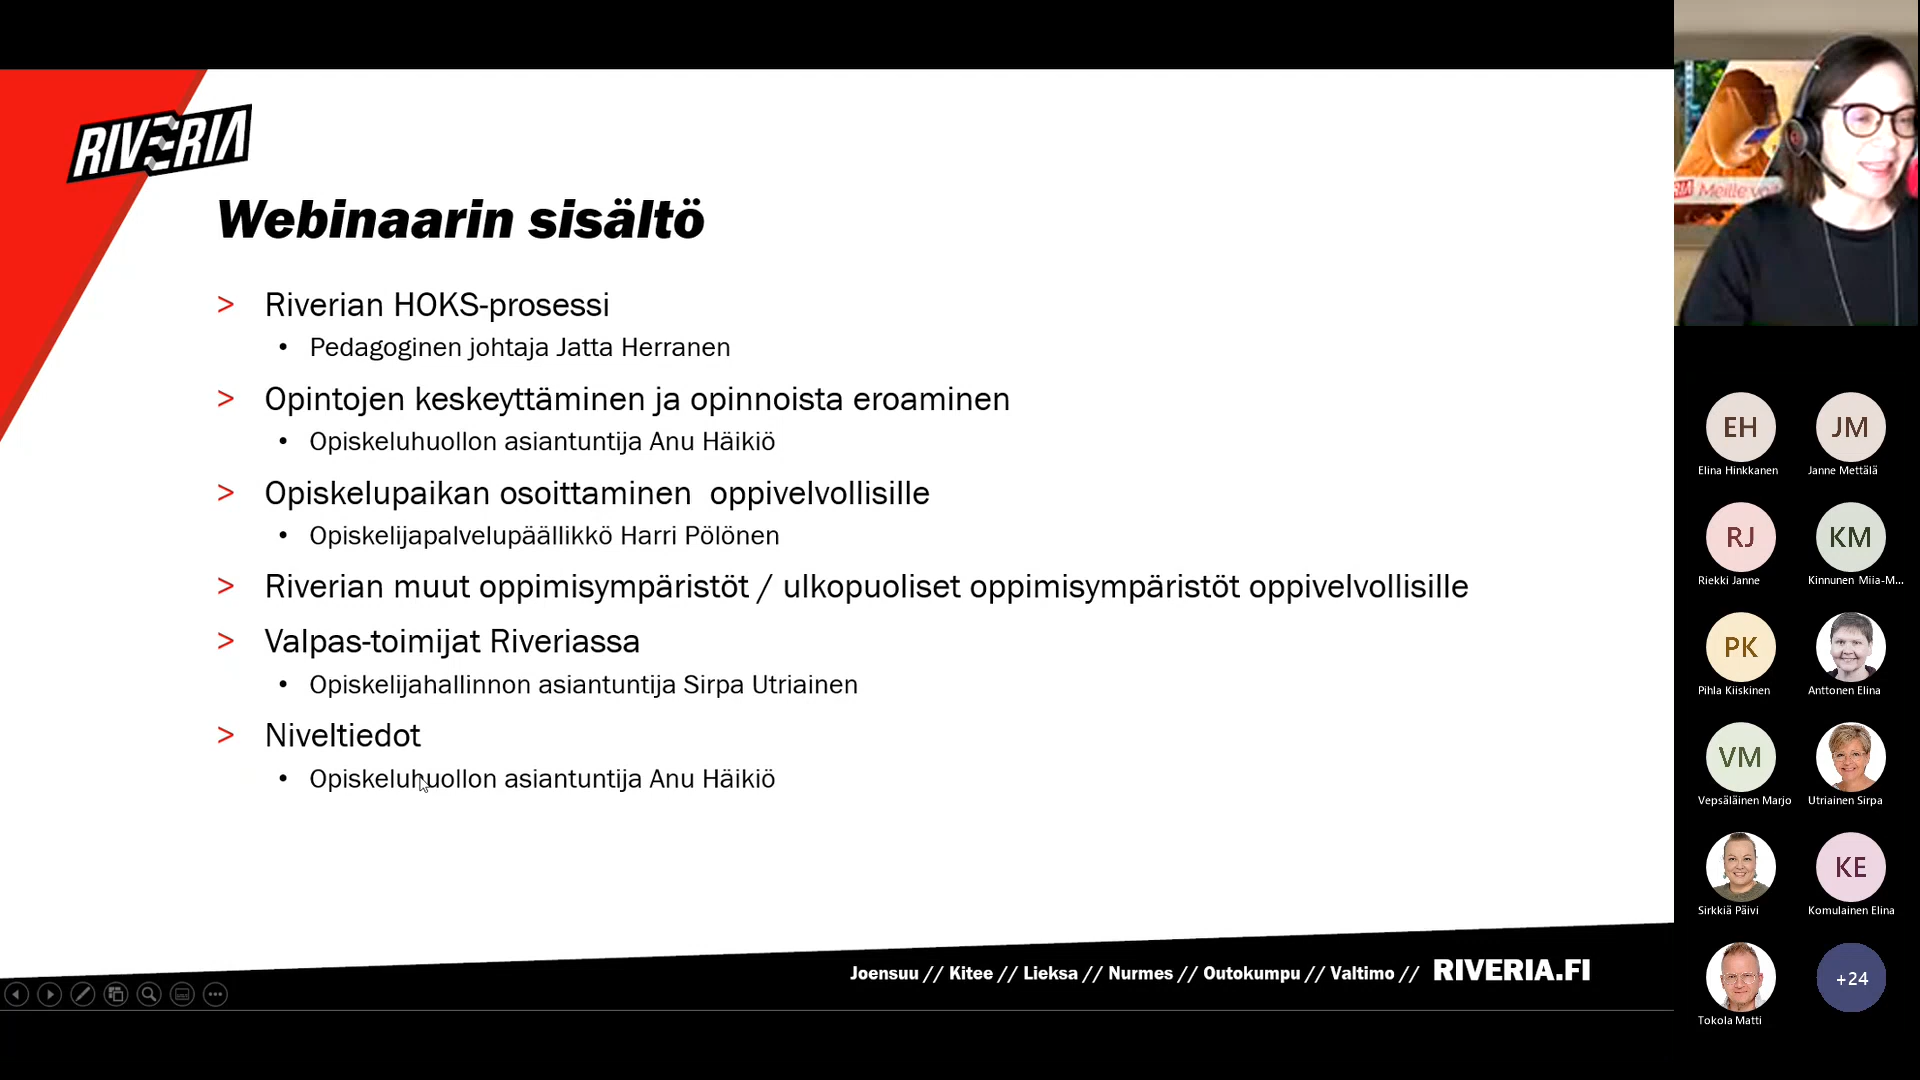 RIVERIA
Webinaarin sisältö
> Riverian HOKS-prosessi
• Pedagoginen johtaja Jatta Herranen
> Opintojen keskeyttäminen ja opinnoista eroaminen
• Opiskeluhuollon asiantuntija Anu Häikiö
> Opiskelupaikan osoittaminen  oppivelvollisille
• Opiskelijapalvelupäällikkö Harri Pölönen
> Riverian muut oppimisympäristöt / ulkopuoliset oppimisympäristöt oppivelvollisille
> Valpas-toimijat Riveriassa
• Opiskelijahallinnon asiantuntija Sirpa Utriainen
> Niveltiedot
• Opiskeluhuollon asiantuntija Anu Häikiö
Joensuu // Kitee // Lieksa // Nurmes // Outokumpu // Valtimo // RIVERIA.FI
Meille
EH JM
Elina Hinkkanen Janne Mettälä
RJ KM
Riekki Janne Kinnunen Miia-M...
PK
Pihla Kiiskinen Anttonen Elina
VM
Vepsäläinen Marjo Utriainen Sirpa
KE
Sirkkiä Päivi Komulainen Elina
+24
Tokola Matti